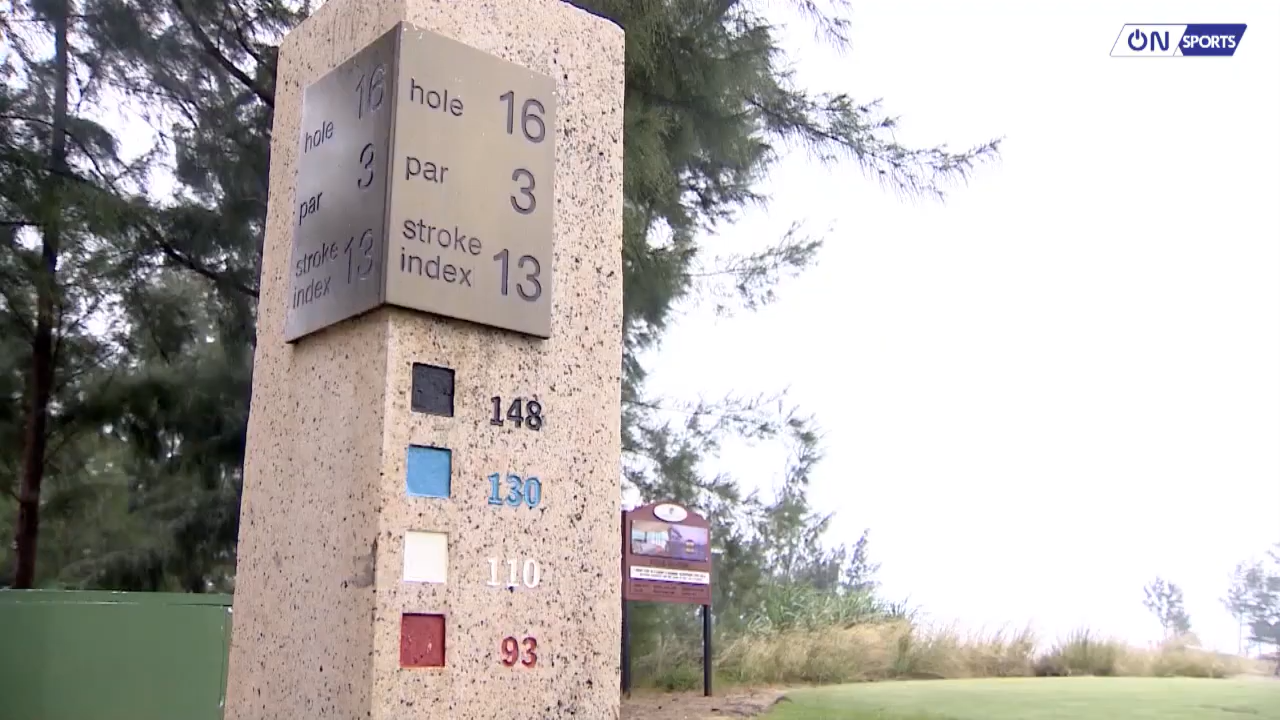 ON SPORTS
hole 16
par 3
stroke index 13
hole 16
par 3
stroke
index 13
148
130
110
93